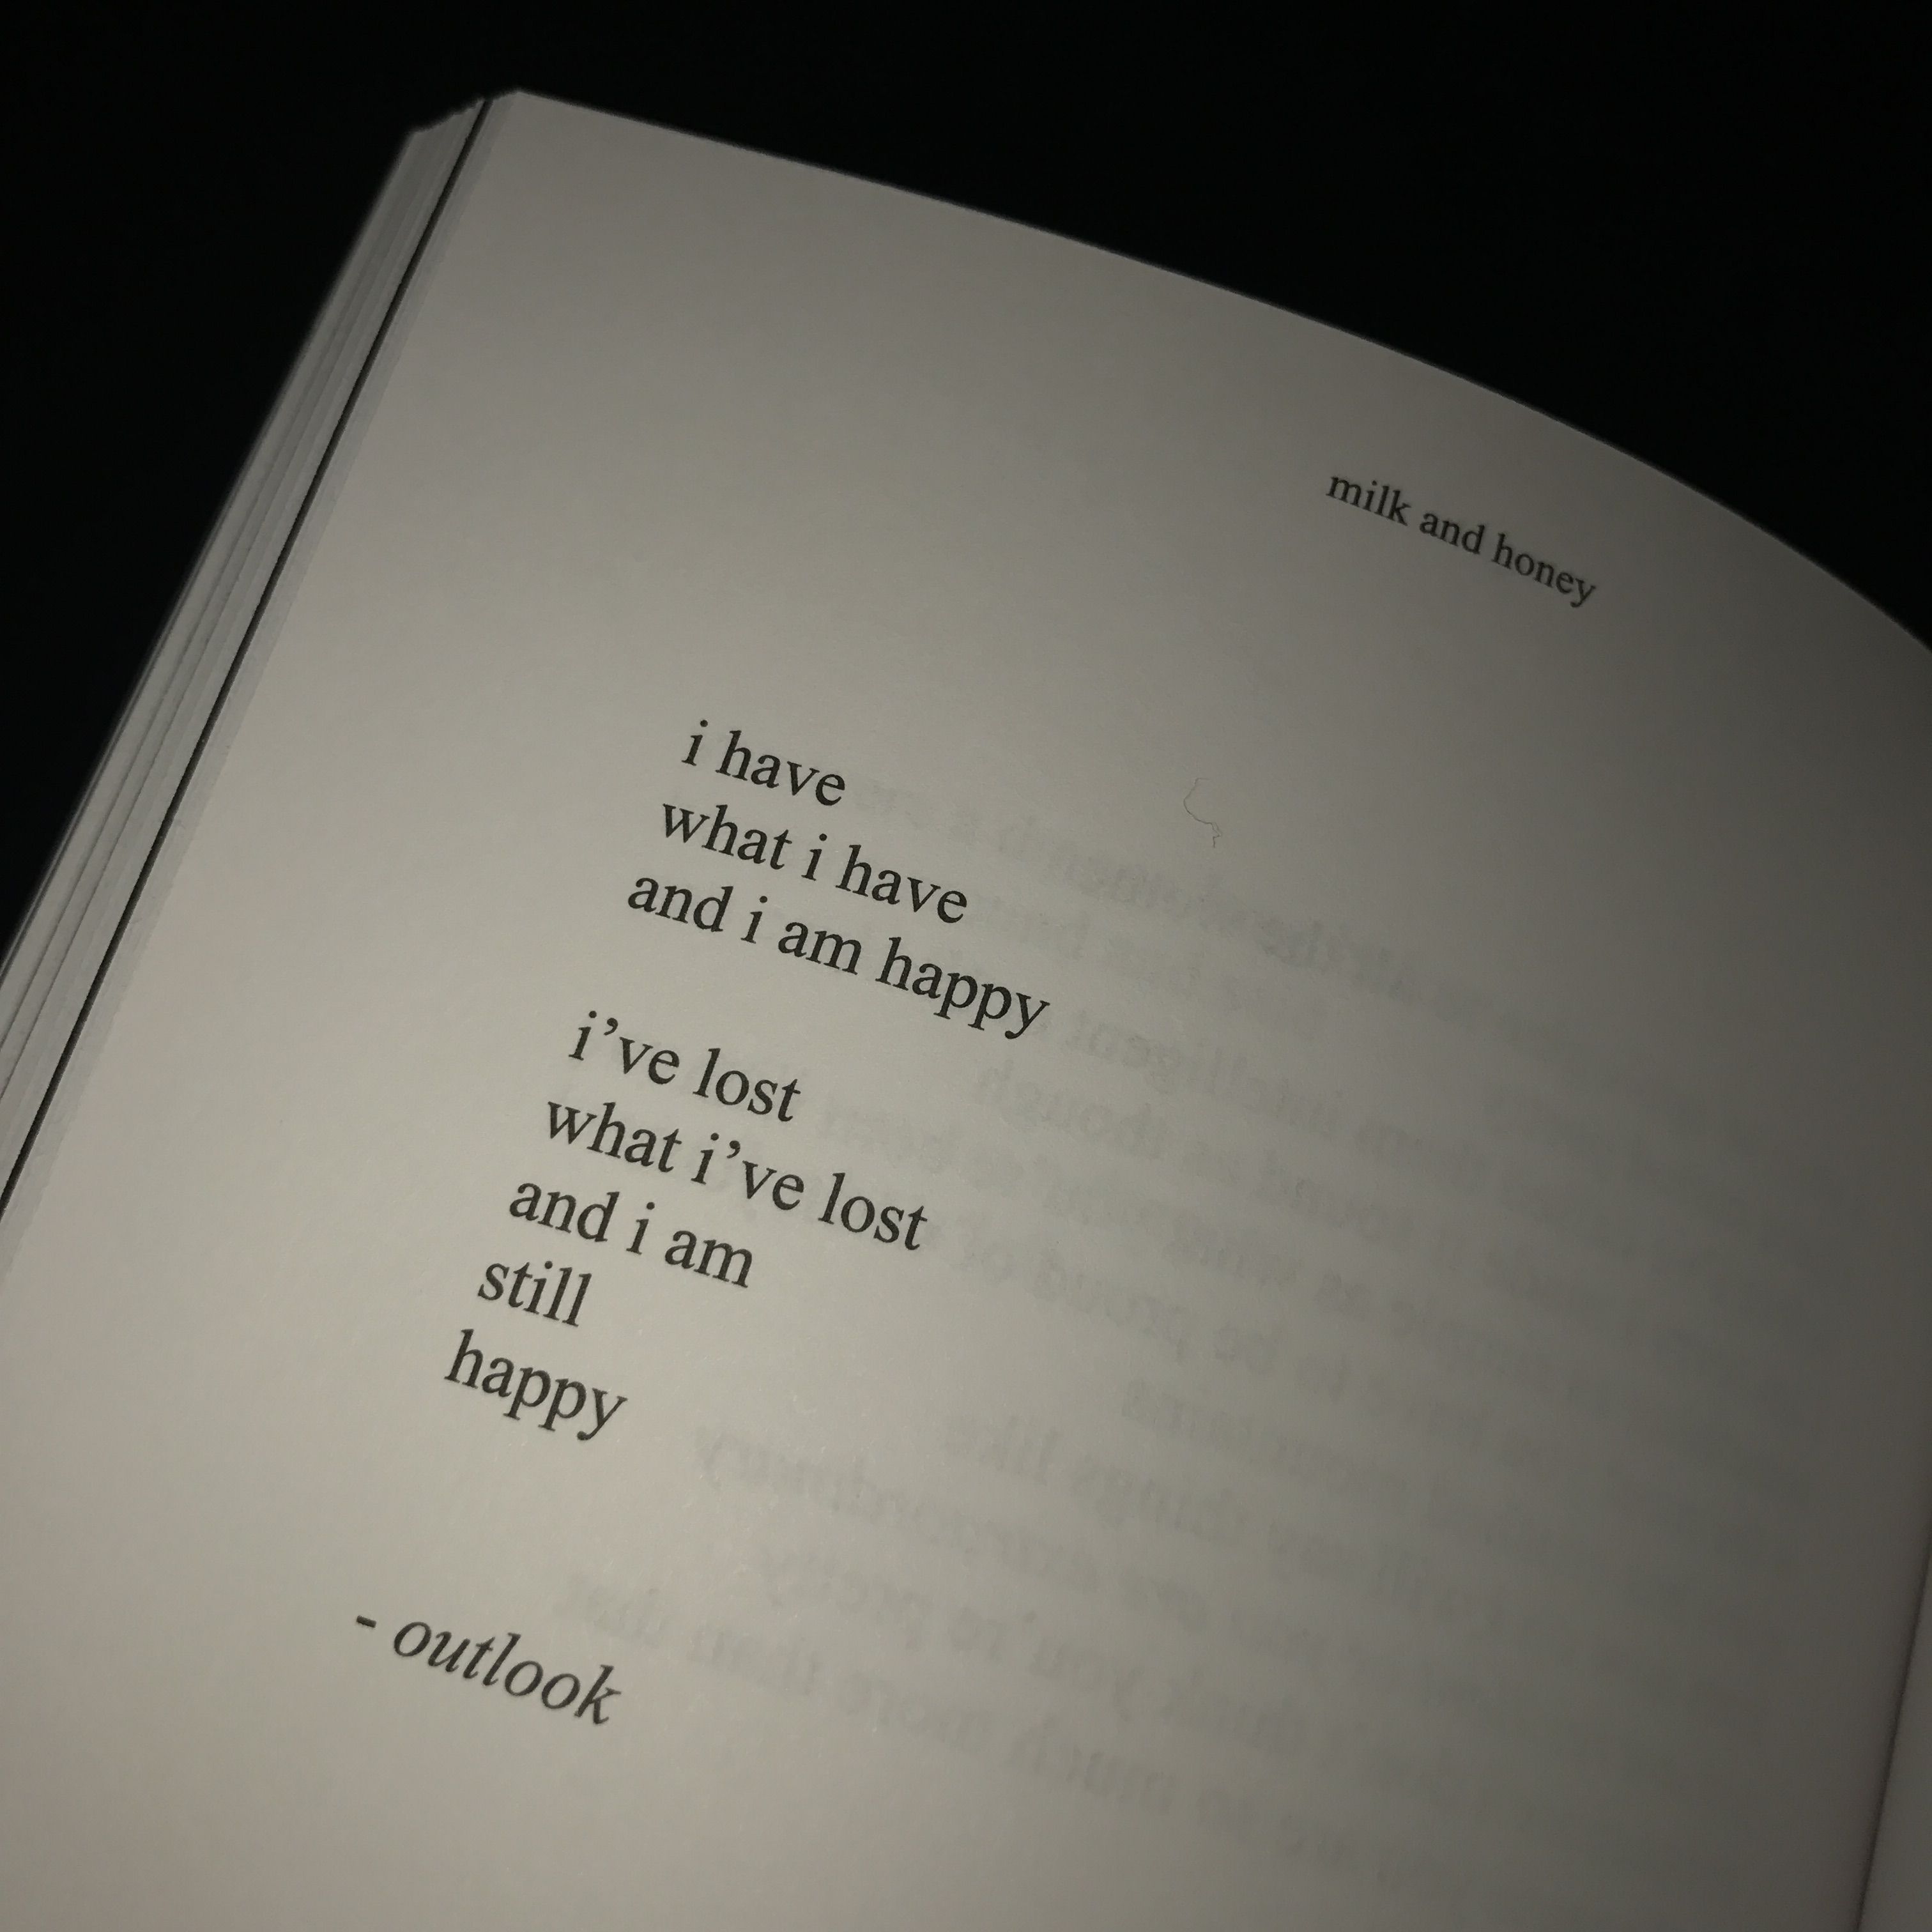 milk and honey
i have
what i have
and i am happy
i’ve lost
what i’ve lost
and i am
still
happy
- outlook